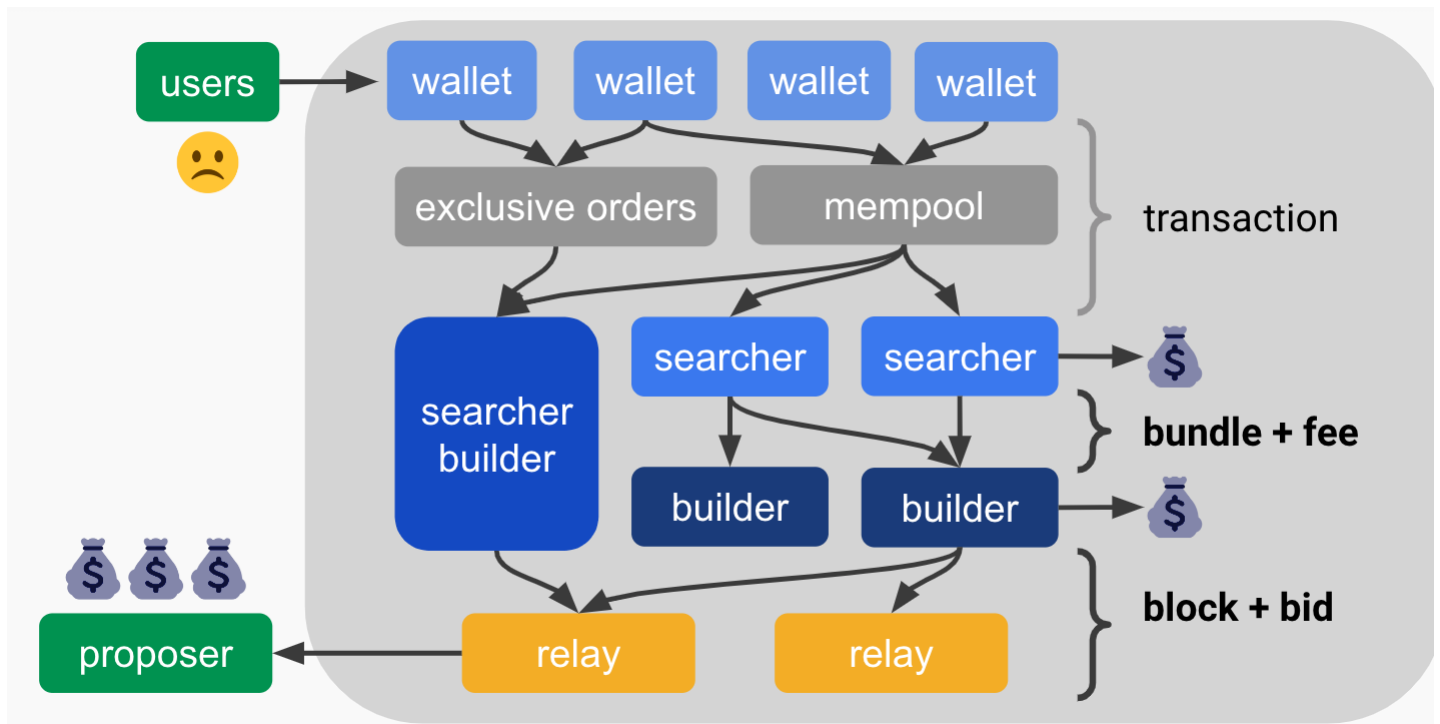 users
wallet
wallet
wallet
wallet
exclusive orders
mempool
transaction
searcher
builder
searcher
searcher
$
bundle + fee
builder
builder
$
$
$
$
block + bid
proposer
relay
relay